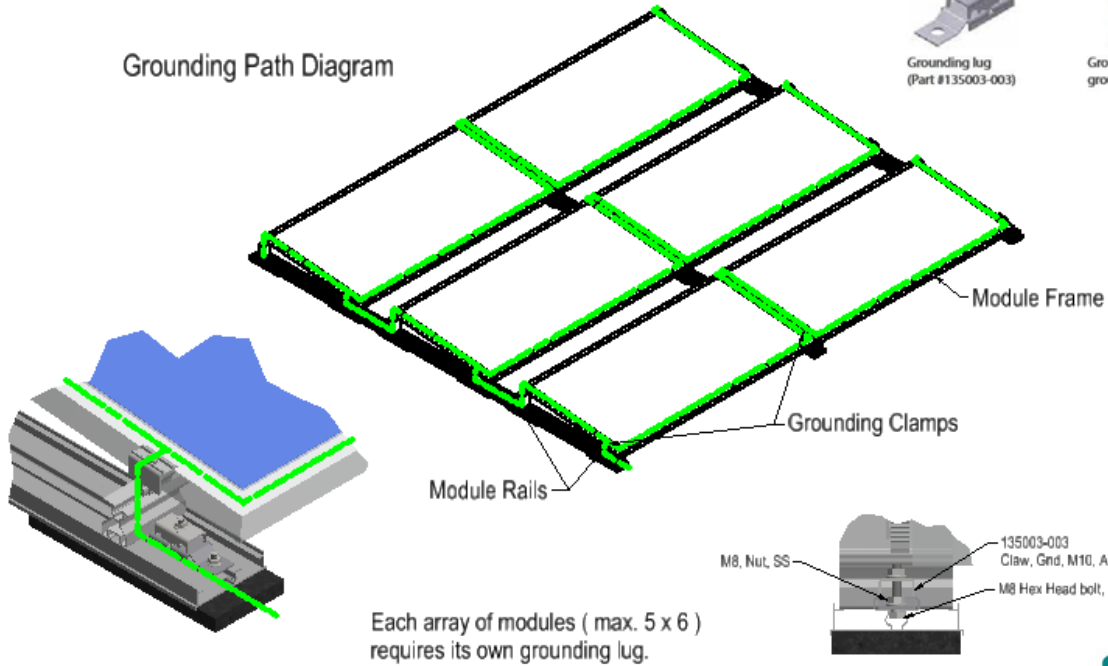 Grounding Path Diagram
Grounding lug
(Part #135003-003)
Module Frame
Grounding Clamps
Module Rails
M8, Nut, SS
135003-003
Claw, Gnd, M10, A
M8 Hex Head bolt,
Each array of modules ( max. 5 x 6 )
requires its own grounding lug.